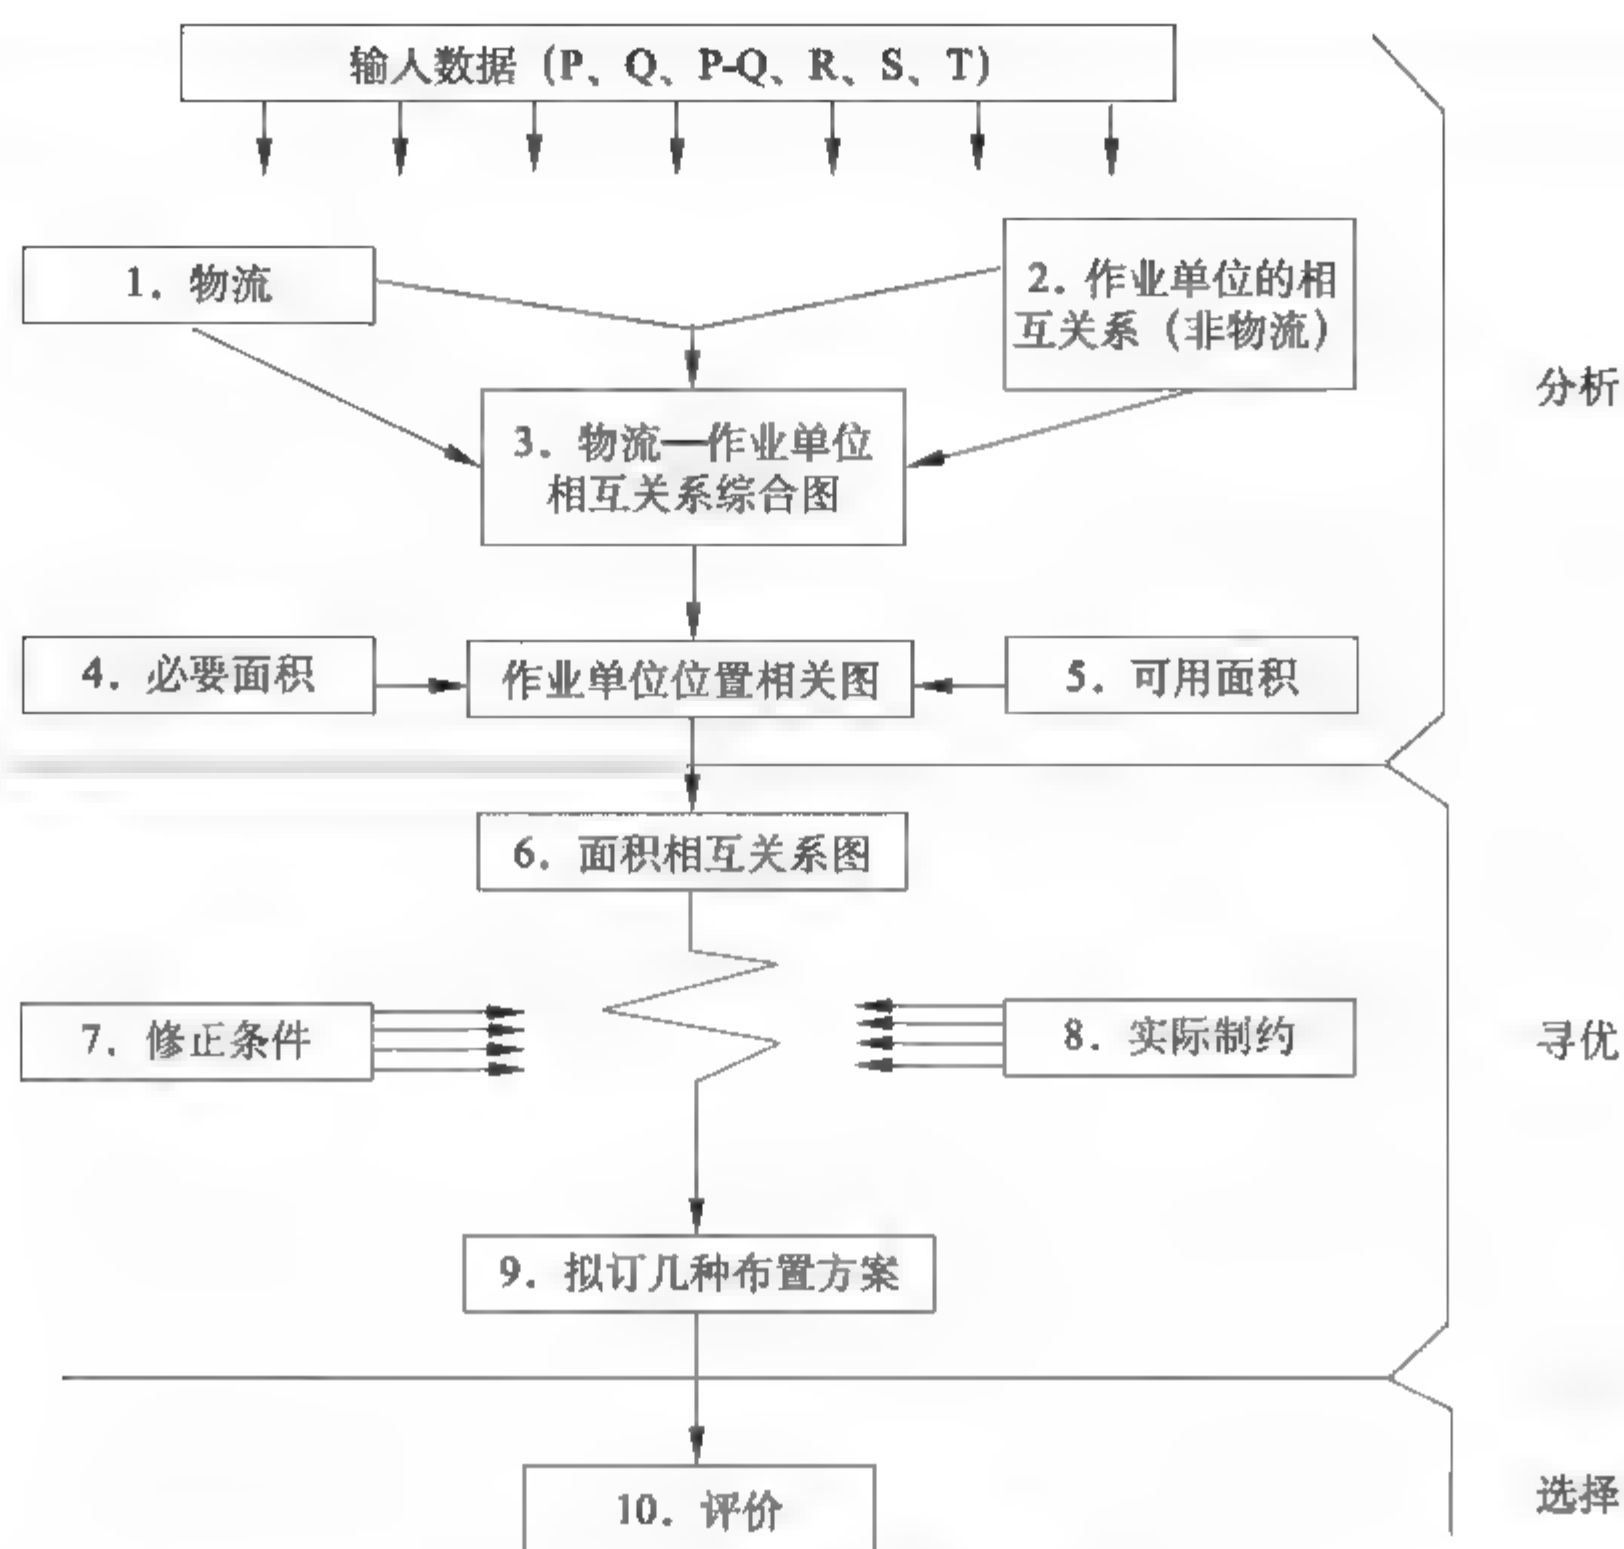 输人数据（P、Q、P-Q、R、S、T）
1. 物流
2. 作业单位的相
互关系（非物流）
分析
3. 物流—作业单位
相互关系综合图
4. 必要面积
作业单位位置相关图
5. 可用面积
6. 面积相互关系图
7. 修正条件
8. 实际制约
寻优
9. 拟订几种布置方案
10. 评价
选择